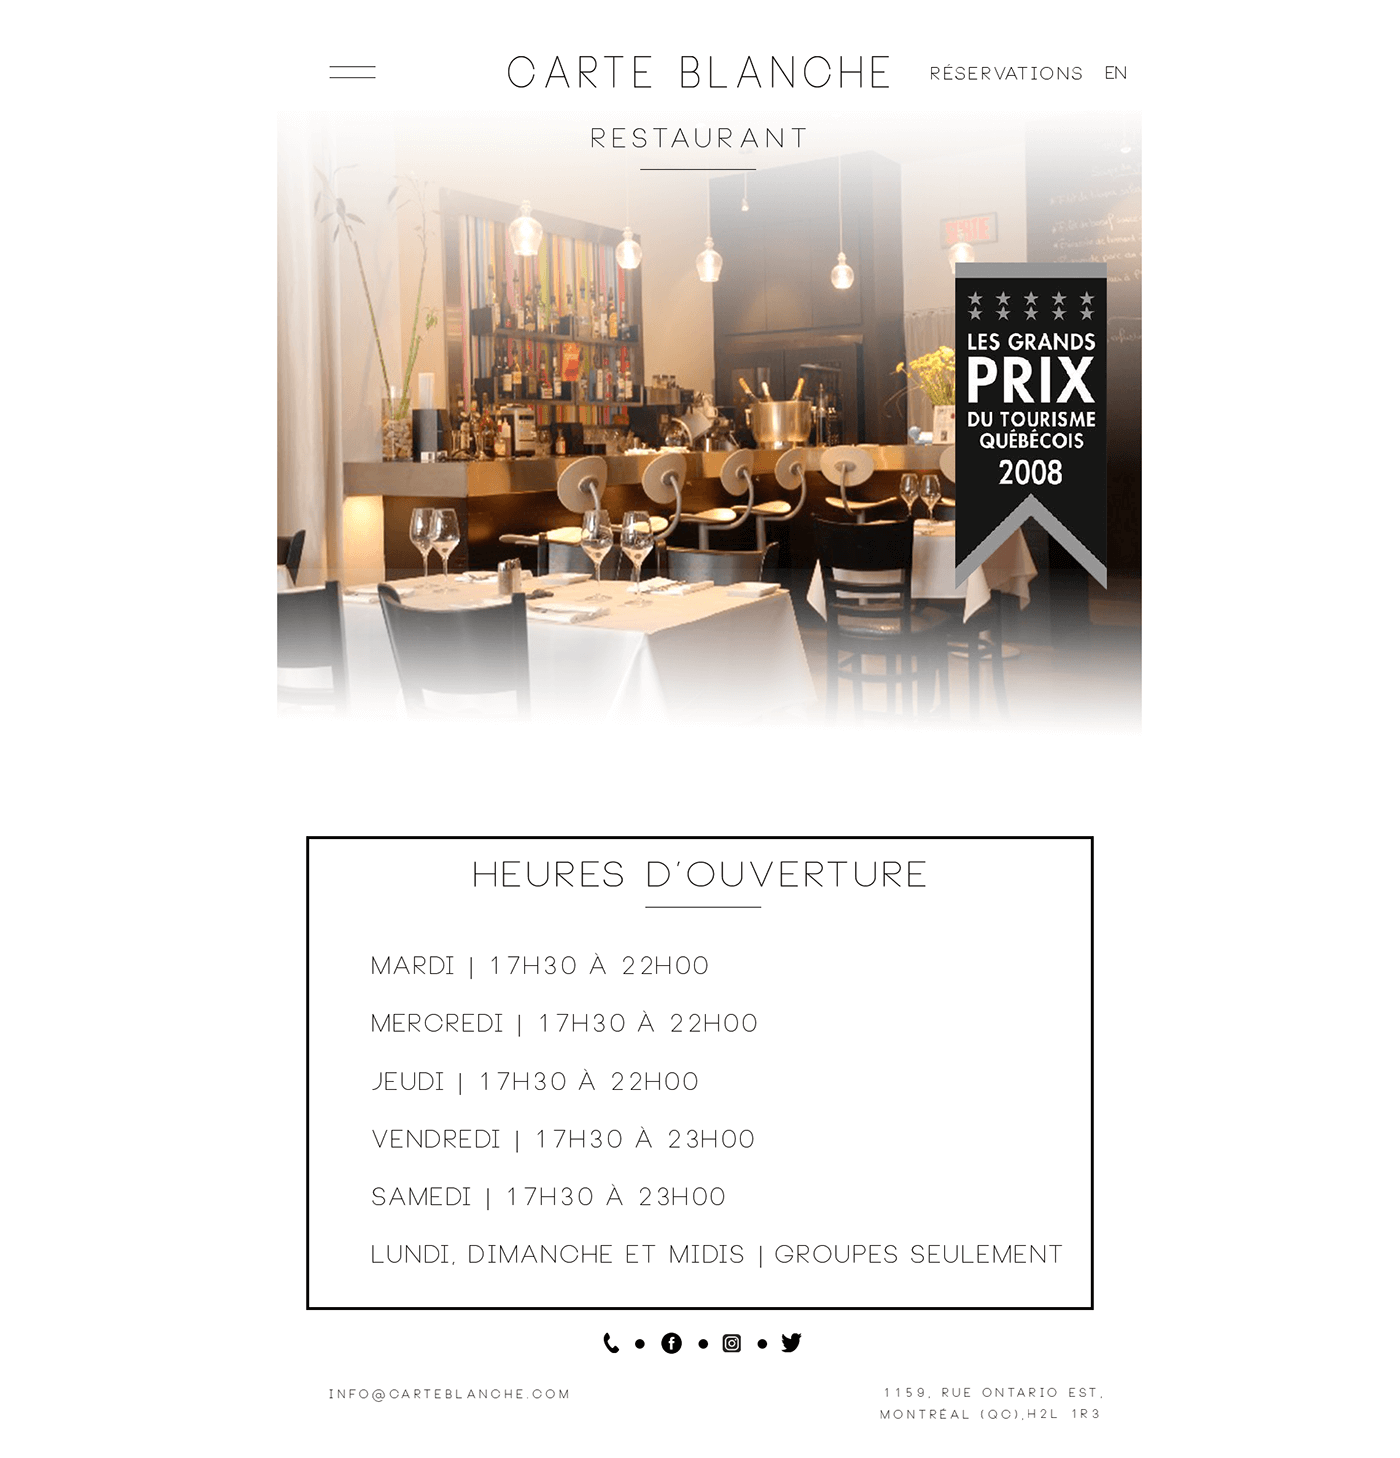 CARTE BLANCHE
RÉSERVATIONS EN
RESTAURANT
SORTIE
LES GRANDS
PRIX
DU TOURISME
QUÉBÉCOIS
2008
HEURES D'OUVERTURE
MARDI | 17H30 À 22H00
MERCREDI | 17H30 À 22H00
JEUDI | 17H30 À 22H00
VENDREDI | 17H30 À 23H00
SAMEDI | 17H30 À 23H00
LUNDI, DIMANCHE ET MIDIS | GROUPES SEULEMENT
INFO@CARTEBLANCHE.COM
1159, RUE ONTARIO EST,
MONTRÉAL (QC),H2L 1R3